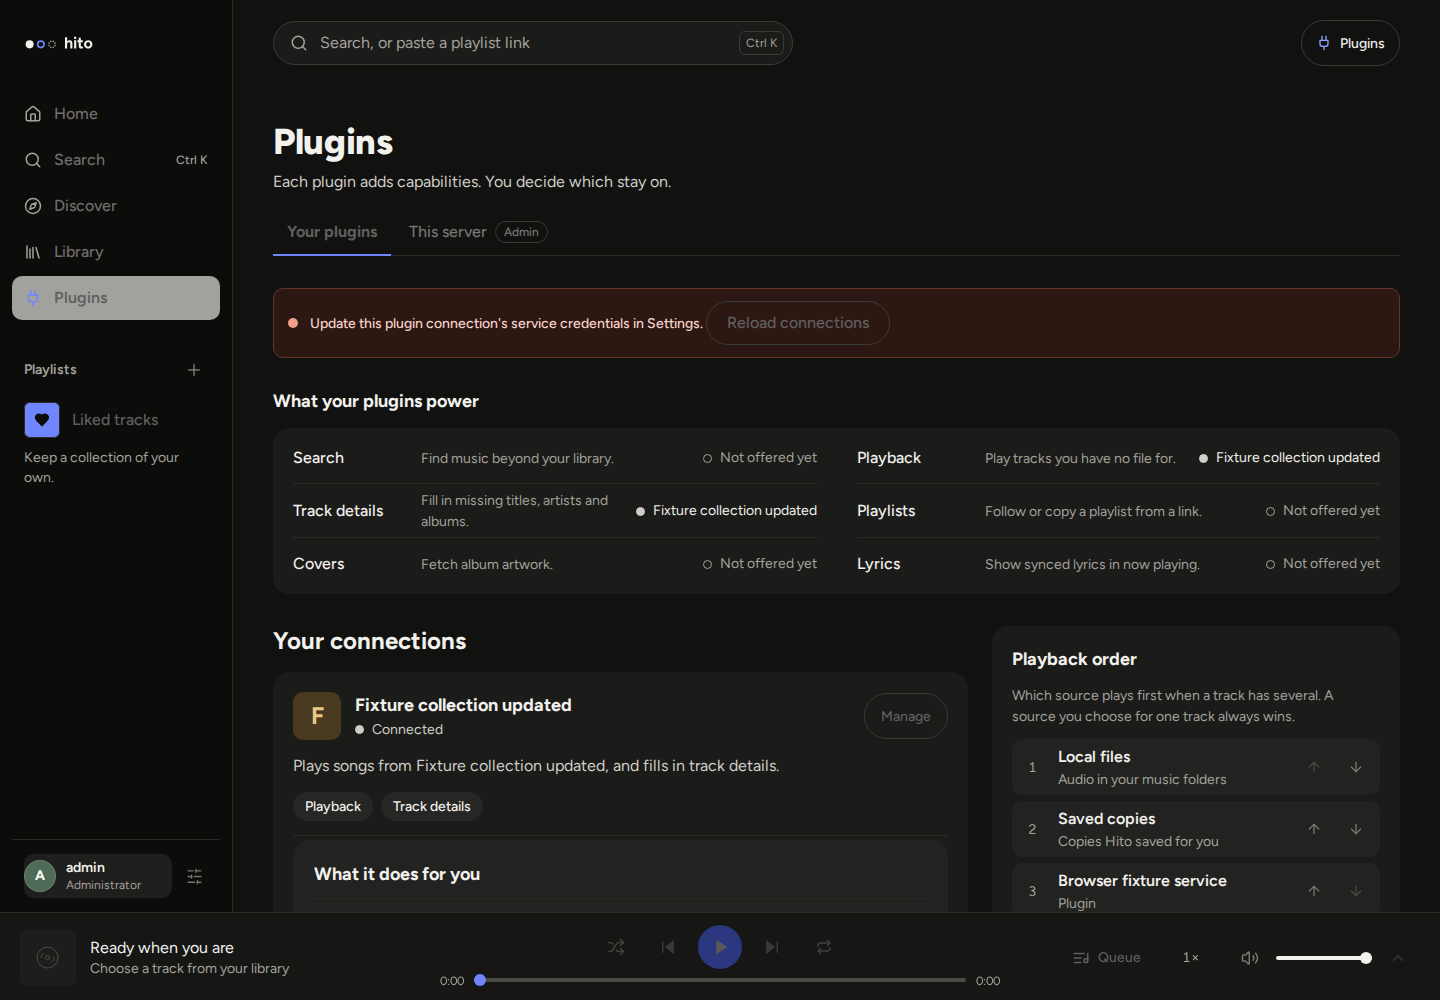 hito
Search, or paste a playlist link
Ctrl K
Plugins
Home
Search
Ctrl K
Discover
Library
Plugins
Playlists
Liked tracks
Keep a collection of your
own.
admin
Administrator
A
Plugins
Each plugin adds capabilities. You decide which stay on.
Your plugins
This server
Admin
Update this plugin connection's service credentials in Settings.
Reload connections
What your plugins power
Search
Find music beyond your library.
Not offered yet
Playback
Play tracks you have no file for.
Fixture collection updated
Track details
Fill in missing titles, artists and
albums.
Fixture collection updated
Playlists
Follow or copy a playlist from a link.
Not offered yet
Covers
Fetch album artwork.
Not offered yet
Lyrics
Show synced lyrics in now playing.
Not offered yet
Your connections
F
Fixture collection updated
Connected
Manage
Plays songs from Fixture collection updated, and fills in track details.
Playback
Track details
What it does for you
Playback order
Which source plays first when a track has several. A
source you choose for one track always wins.
1
Local files
Audio in your music folders
2
Saved copies
Copies Hito saved for you
3
Browser fixture service
Plugin
Ready when you are
Choose a track from your library
0:00
0:00
Queue
1×